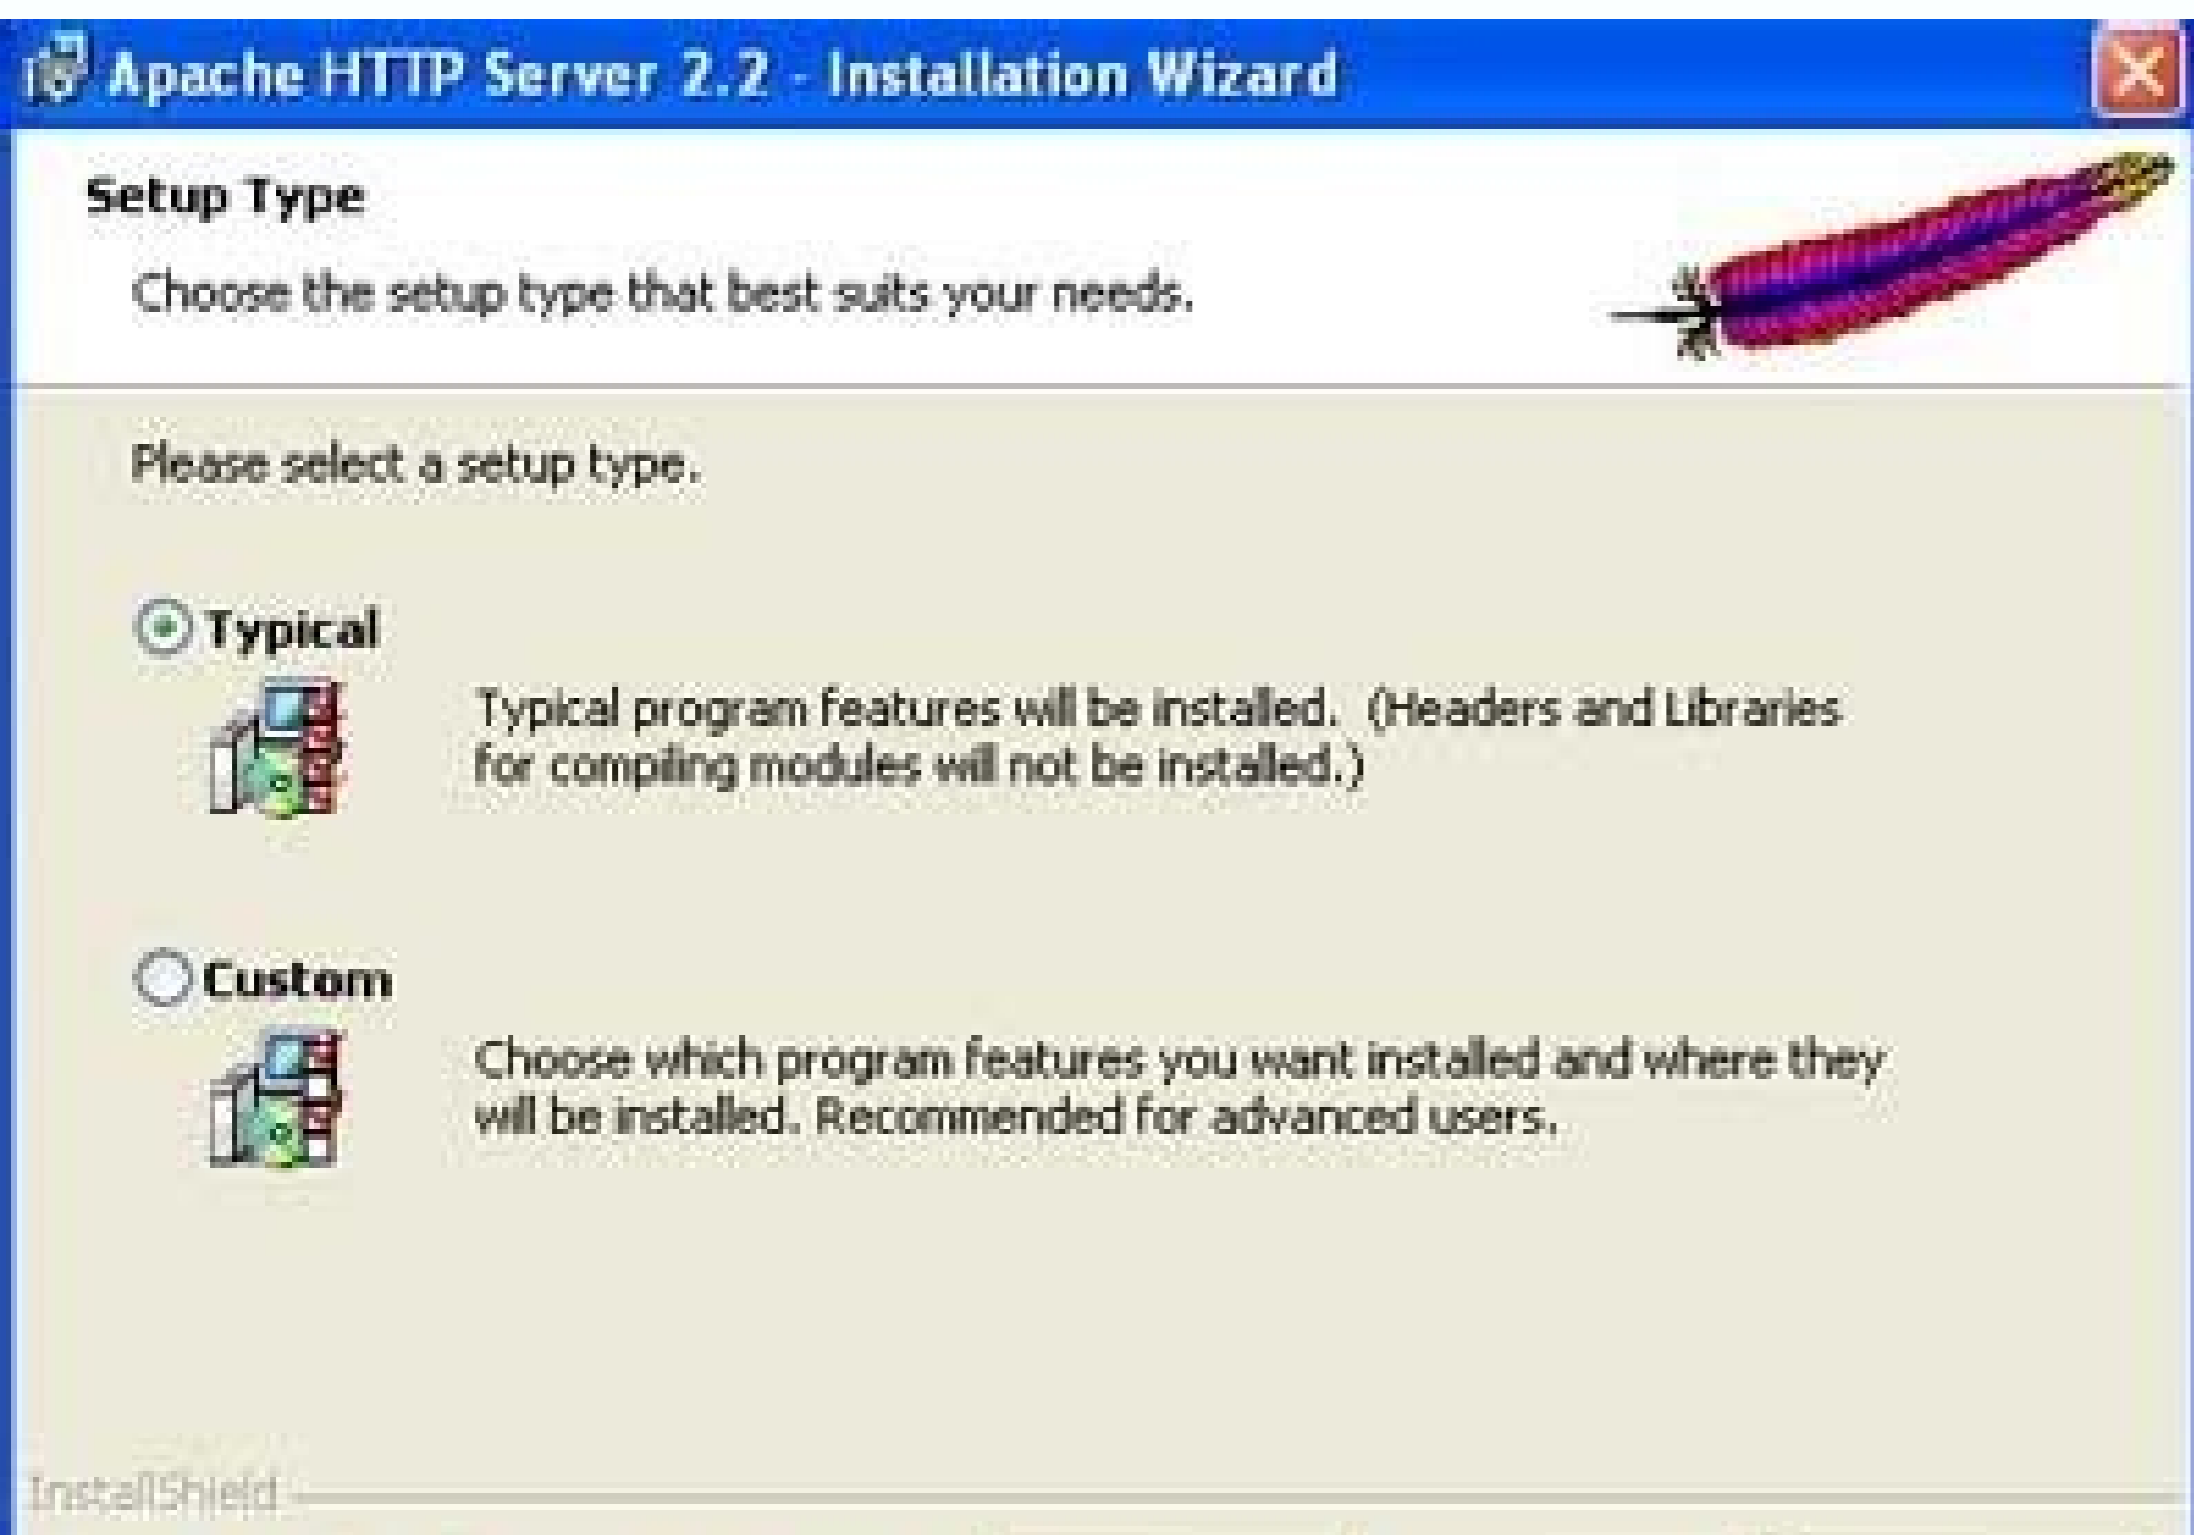 Apache HTTP Server 2.2 - Installation Wizard
Setup Type
Choose the setup type that best suits your needs.
Please select a setup type.
Typical
Typical program features will be installed.  (Headers and Libraries
for compiling modules will not be installed.)
Custom
Choose which program features you want installed and where they
will be installed. Recommended for advanced users.
InstallShield